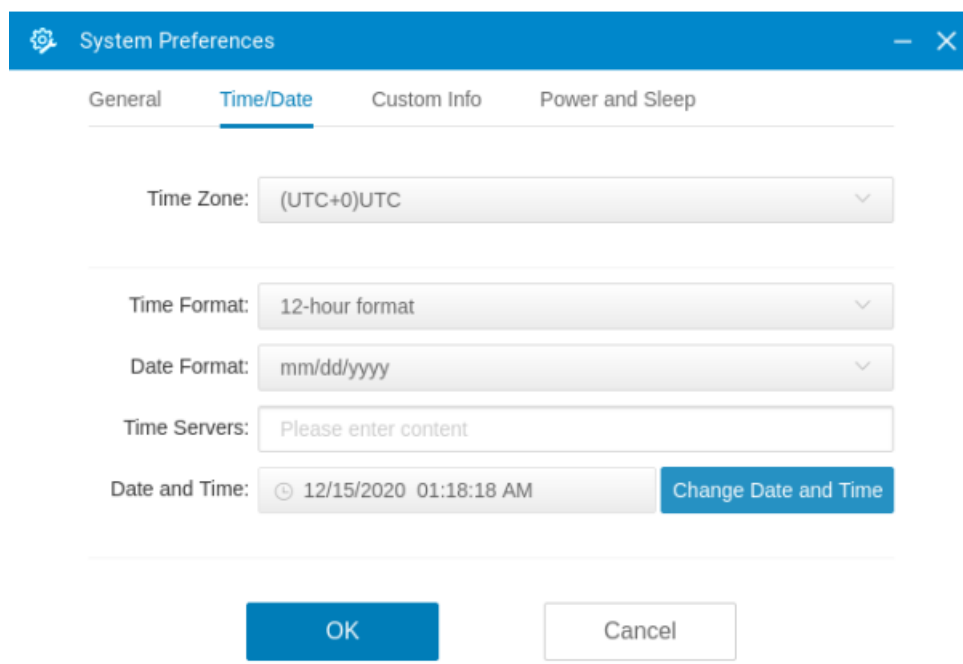 System Preferences
General Time/Date Custom Info Power and Sleep
Time Zone: (UTC+0)UTC
Time Format: 12-hour format
Date Format: mm/dd/yyyy
Time Servers: Please enter content
Date and Time: 12/15/2020 01:18:18 AM Change Date and Time
OK Cancel